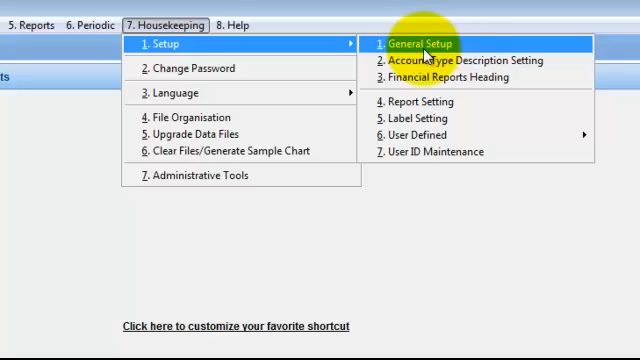 5. Reports 6. Periodic 7. Housekeeping 8. Help
ts
1. Setup
2. Change Password
3. Language
4. File Organisation
5. Upgrade Data Files
6. Clear Files/Generate Sample Chart
7. Administrative Tools
1. General Setup
2. Account Type Description Setting
3. Financial Reports Heading
4. Report Setting
5. Label Setting
6. User Defined
7. User ID Maintenance
Click here to customize your favorite shortcut